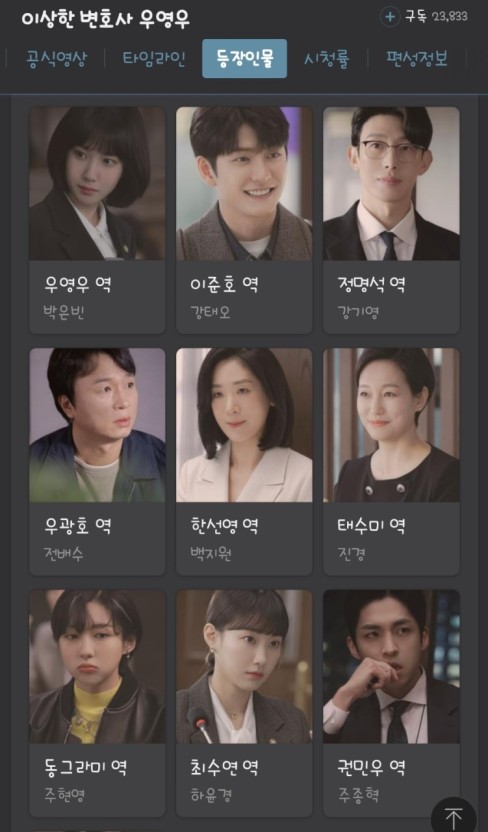 이상한 변호사 우영우
구독 23,833
공식영상 타임라인 등장인물 시청률 편성정보
우영우 역 이준호 역 정명석 역
박은빈 강태오 강기영
우광호 역 한선영 역 태수미 역
전배수 백지원 진경
동그라미 역 최수연 역 권민우 역
주현영 하윤경 주종혁